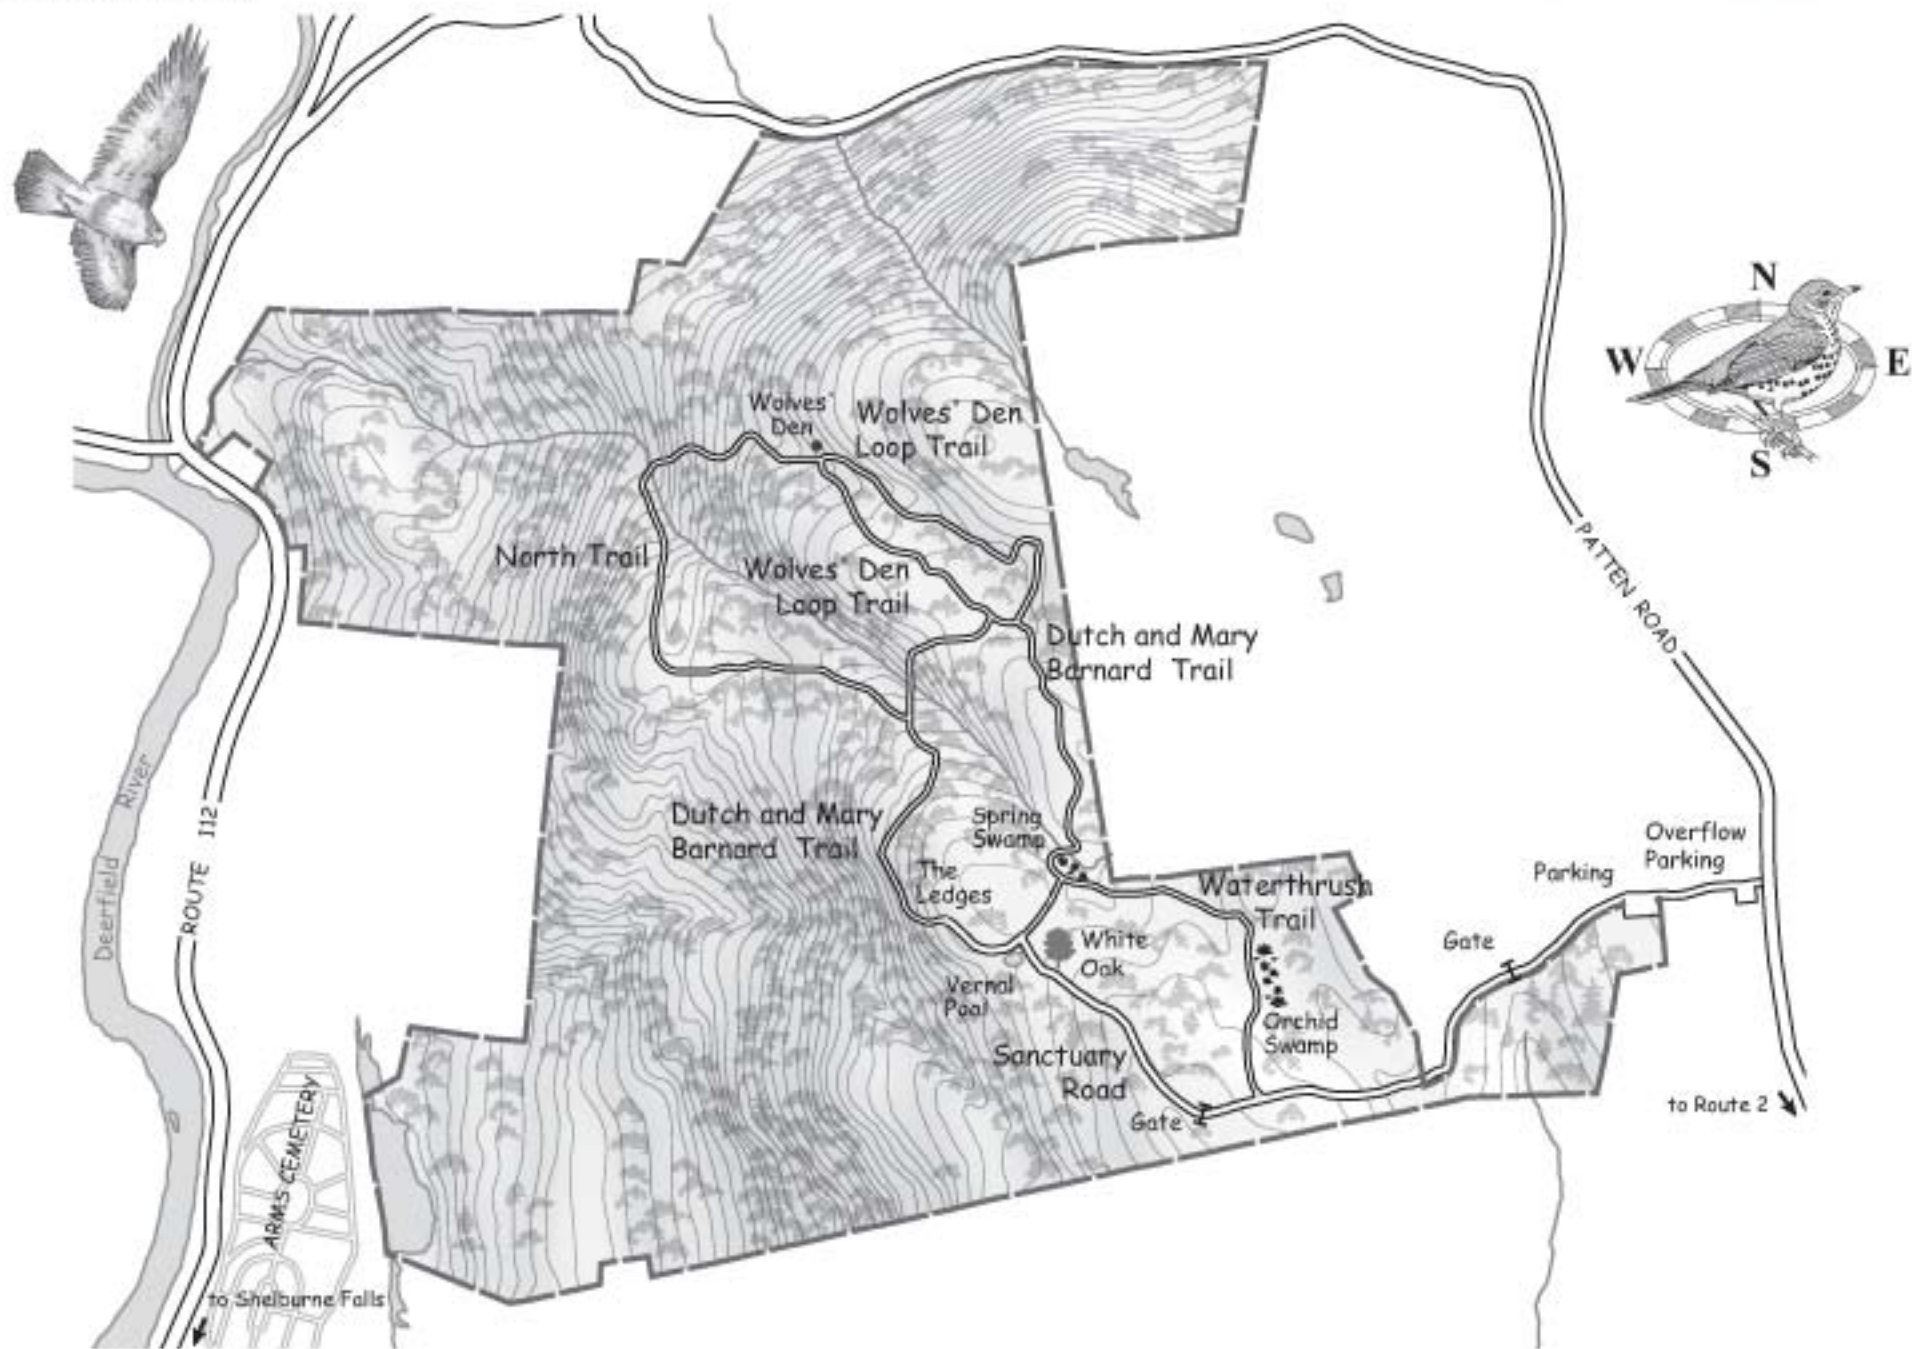 N
W
E
S
Wolves'
Den
Wolves' Den
Loop Trail
North Trail
Wolves' Den
Loop Trail
Dutch and Mary
Barnard Trail
PATTEN ROAD
Deerfield River
ROUTE 112
Dutch and Mary
Barnard Trail
Spring
Swamp
The
Ledges
Waterthrush
Trail
Overflow
Parking
Parking
Gate
White
Oak
Vernal
Pool
Orchid
Swamp
Sanctuary
Road
Gate
to Route 2
ARMS CEMETERY
to Shelburne Falls